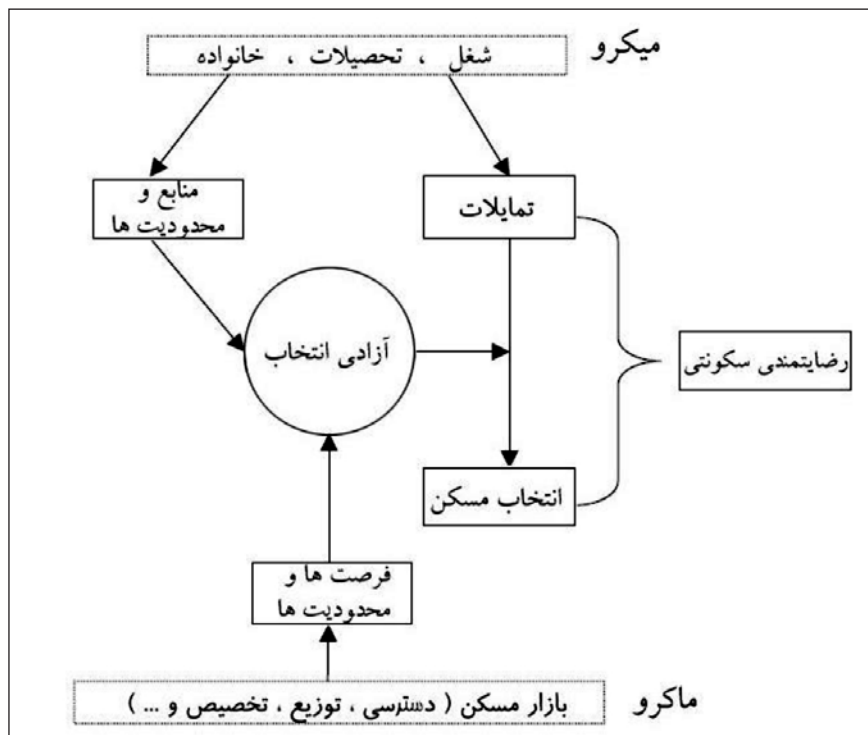 میکرو
شغل ، تحصیلات ، خانواده
تمایلات
منابع و
محدودیت ها
آزادی انتخاب
رضایتمندی سکونتی
انتخاب مسکن
فرصت ها و
محدودیت ها
ماکرو
بازار مسکن ( دسترسی ، توزیع ، تخصیص و ... )